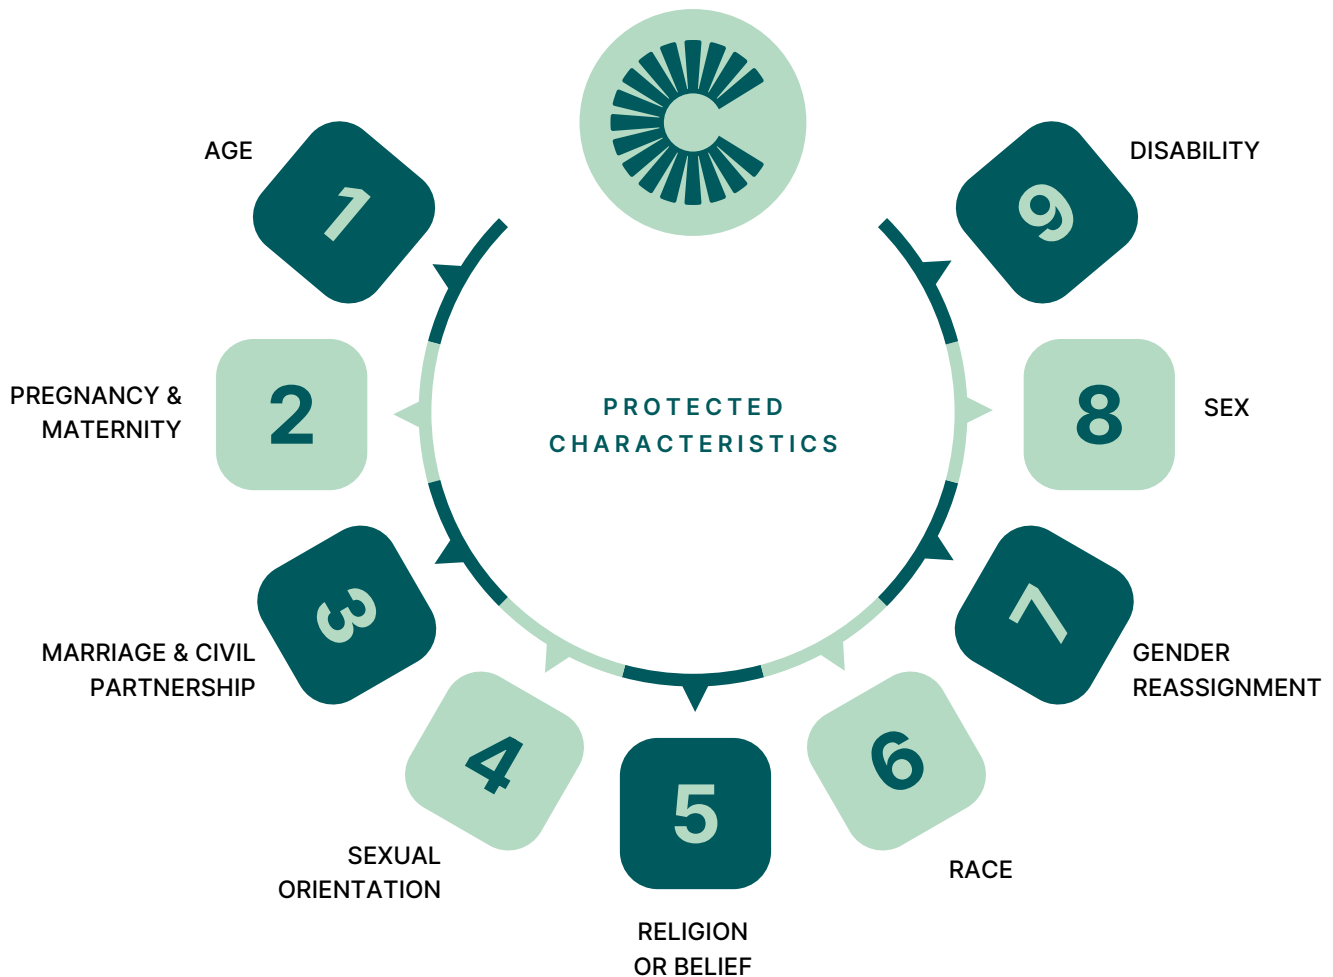 AGE
1
PREGNANCY &
MATERNITY
2
MARRIAGE & CIVIL
PARTNERSHIP
3
SEXUAL
ORIENTATION
4
RELIGION
OR BELIEF
5
RACE
6
GENDER
REASSIGNMENT
7
SEX
8
DISABILITY
9
PROTECTED
CHARACTERISTICS